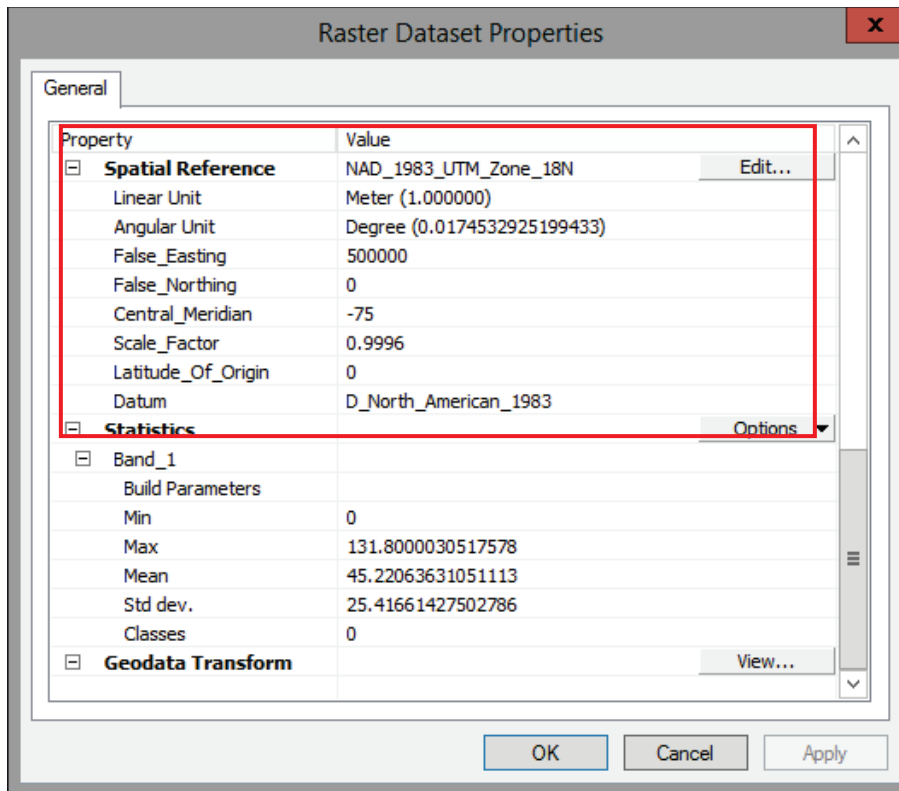 Raster Dataset Properties
x
General
Property Value
Spatial Reference NAD_1983_UTM_Zone_18N Edit...
Linear Unit Meter (1.000000)
Angular Unit Degree (0.0174532925199433)
False_Easting 500000
False_Northing 0
Central_Meridian -75
Scale_Factor 0.9996
Latitude_Of_Origin 0
Datum D_North_American_1983
Statistics Options
Band_1
Build Parameters
Min 0
Max 131.8000030517578
Mean 45.22063631051113
Std dev. 25.41661427502786
Classes 0
Geodata Transform View...
OK Cancel Apply